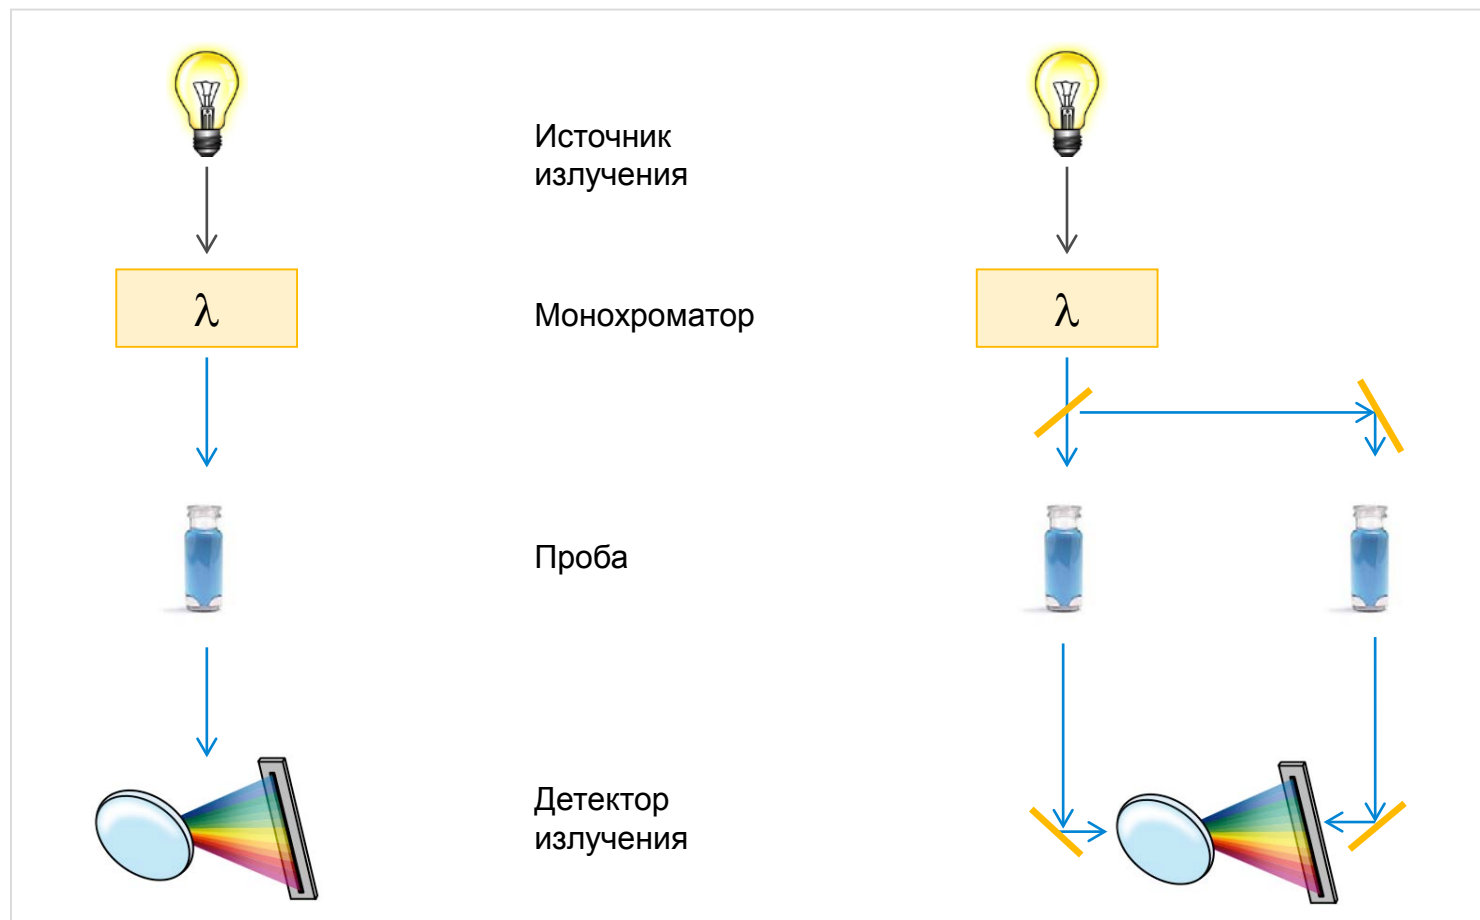 Источник
излучения
λ
Монохроматор
λ
Проба
Детектор
излучения